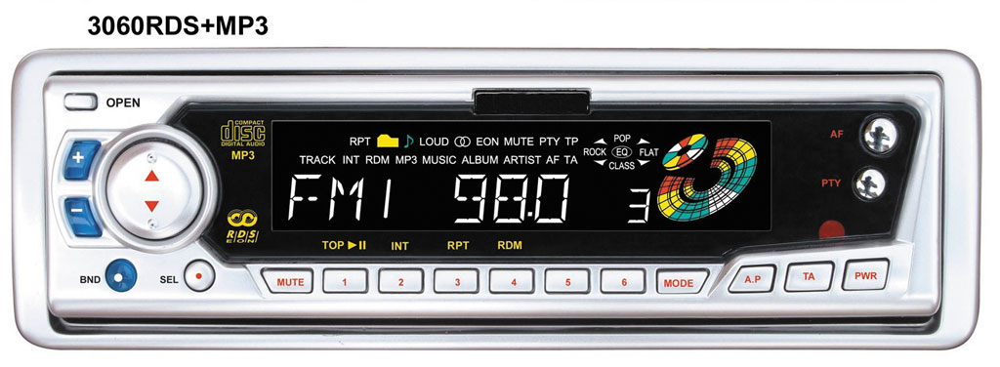 3060RDS+MP3
OPEN
COMPACT
disc
DIGITAL AUDIO
MP3
RPT LOUD EON MUTE PTY TP
TRACK INT RDM MP3 MUSIC ALBUM ARTIST AF TA
POP
ROCK EQ FLAT
CLASS
FM1 98.0 3
AF
PTY
+
−
RDS
EON
TOP INT RPT RDM
BND SEL
MUTE 1 2 3 4 5 6 MODE A.P TA PWR